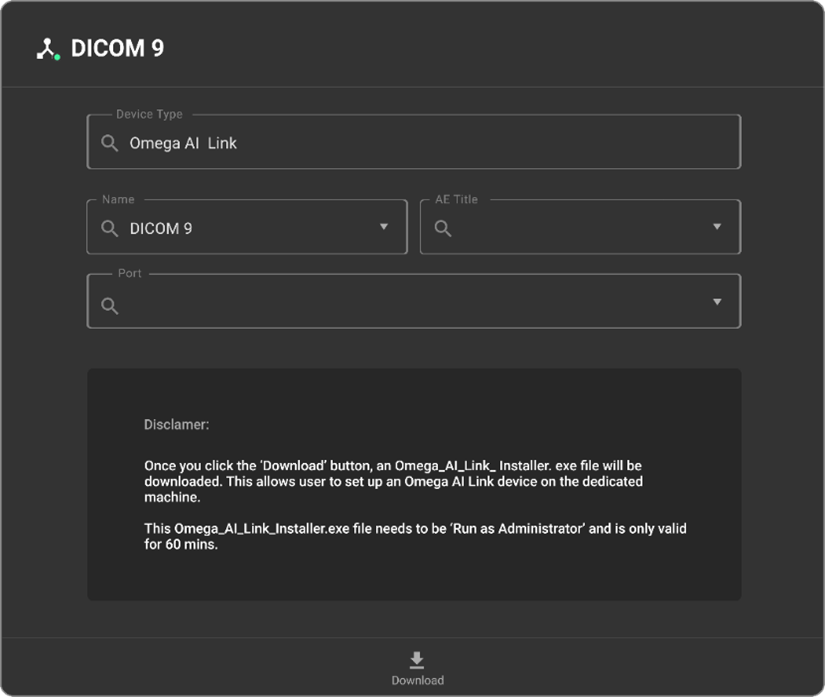 DICOM 9
Device Type
Omega AI Link
Name
DICOM 9
AE Title
Port
Disclamer:
Once you click the ‘Download’ button, an Omega_AI_Link_ Installer. exe file will be
downloaded. This allows user to set up an Omega AI Link device on the dedicated
machine.
This Omega_AI_Link_Installer.exe file needs to be ‘Run as Administrator’ and is only valid
for 60 mins.
Download